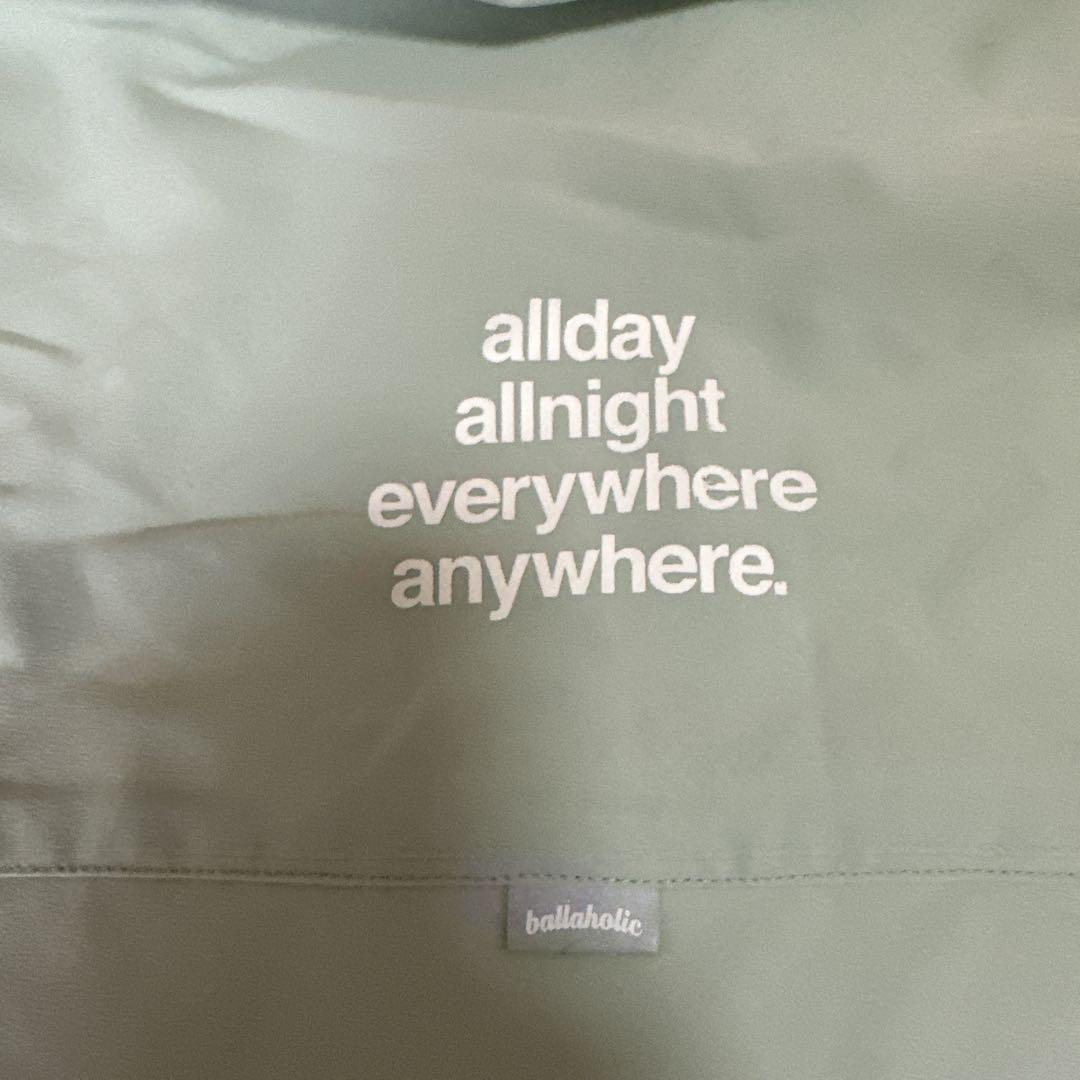 allday
allnight
everywhere
anywhere.
ballaholic